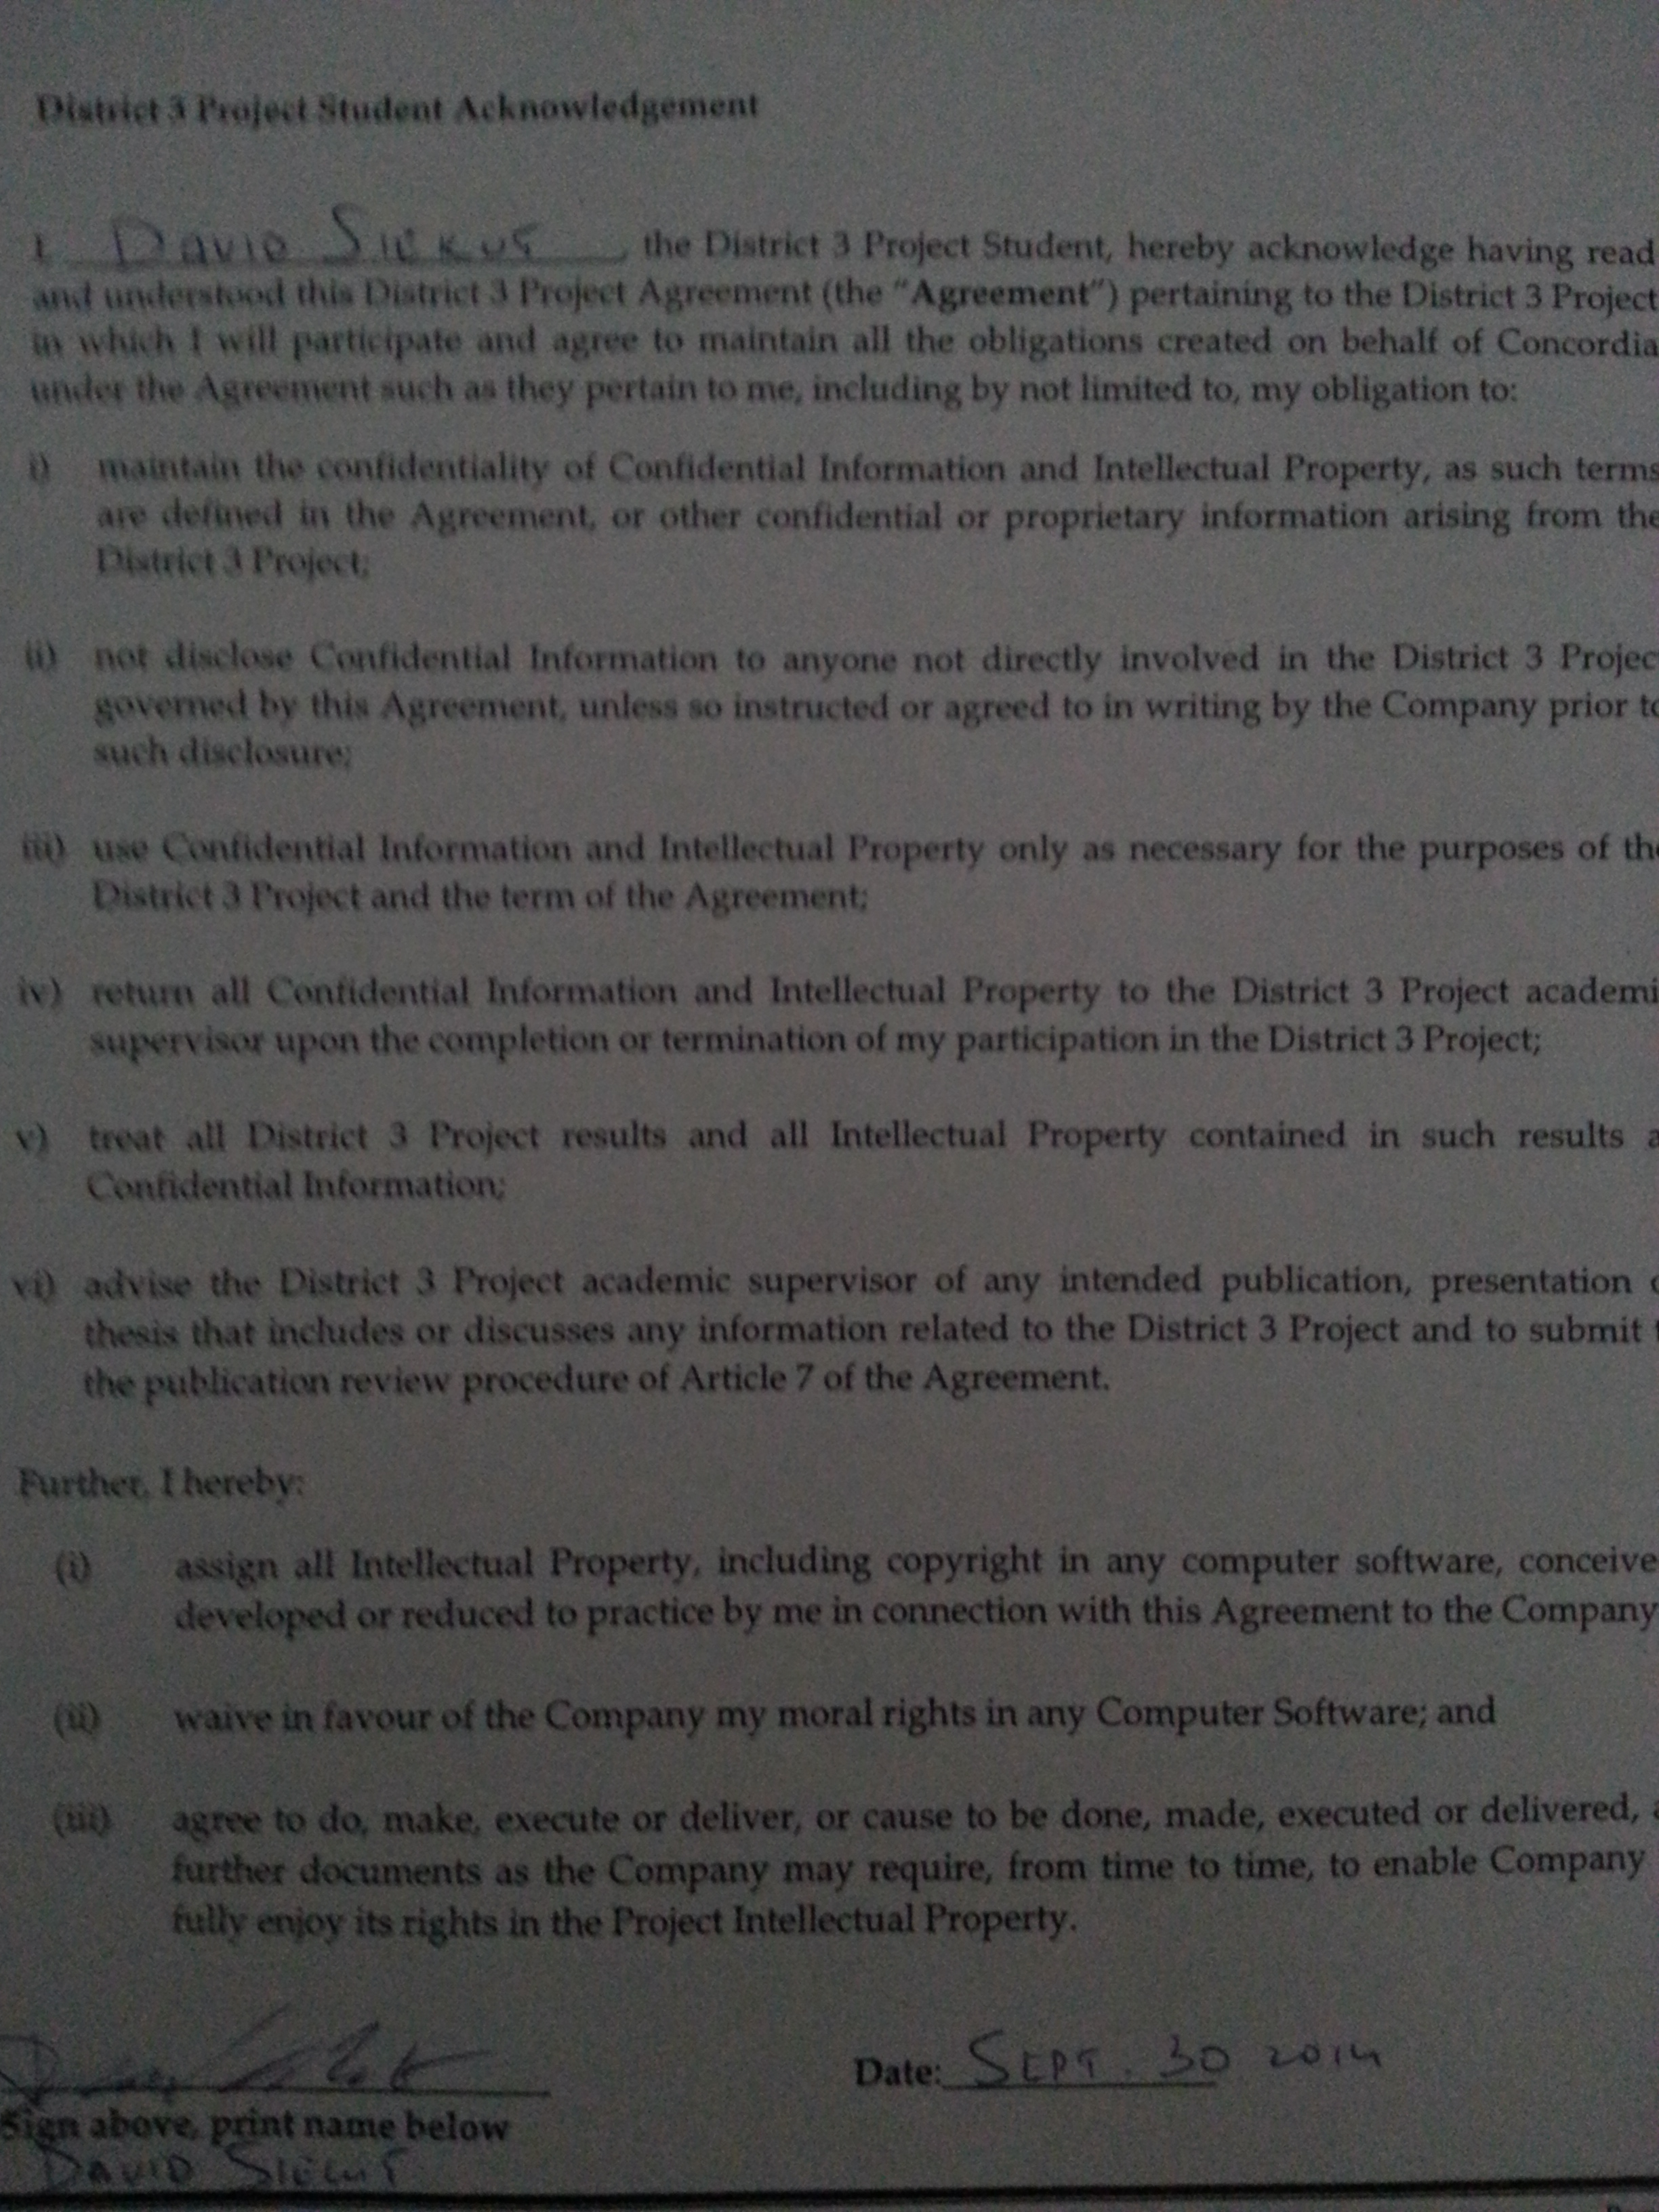 District 3 Project Student Acknowledgement
I David the District 3 Project Student, hereby acknowledge having read
and understood this District 3 Project Agreement (the "Agreement") pertaining to the District 3 Project
in which I will participate and agree to maintain all the obligations created on behalf of Concordia
under the Agreement such as they pertain to me, including by not limited to, my obligation to:
i) maintain the confidentiality of Confidential Information and Intellectual Property, as such terms
are defined in the Agreement, or other confidential or proprietary information arising from the
District 3 Project;
ii) not disclose Confidential Information to anyone not directly involved in the District 3 Projec
governed by this Agreement, unless so instructed or agreed to in writing by the Company prior to
such disclosure;
iii) use Confidential Information and Intellectual Property only as necessary for the purposes of the
District 3 Project and the term of the Agreement;
iv) return all Confidential Information and Intellectual Property to the District 3 Project academi
supervisor upon the completion or termination of my participation in the District 3 Project;
v) treat all District 3 Project results and all Intellectual Property contained in such results a
Confidential Information;
vi) advise the District 3 Project academic supervisor of any intended publication, presentation
thesis that includes or discusses any information related to the District 3 Project and to submit
the publication review procedure of Article 7 of the Agreement.
Further, I hereby:
(i) assign all Intellectual Property, including copyright in any computer software, conceive
developed or reduced to practice by me in connection with this Agreement to the Company
(ii) waive in favour of the Company my moral rights in any Computer Software; and
(iii) agree to do, make, execute or deliver, or cause to be done, made, executed or delivered,
further documents as the Company may require, from time to time, to enable Company
fully enjoy its rights in the Project Intellectual Property.
Date: SEPT. 30 2014
Sign above, print name below
DAVID